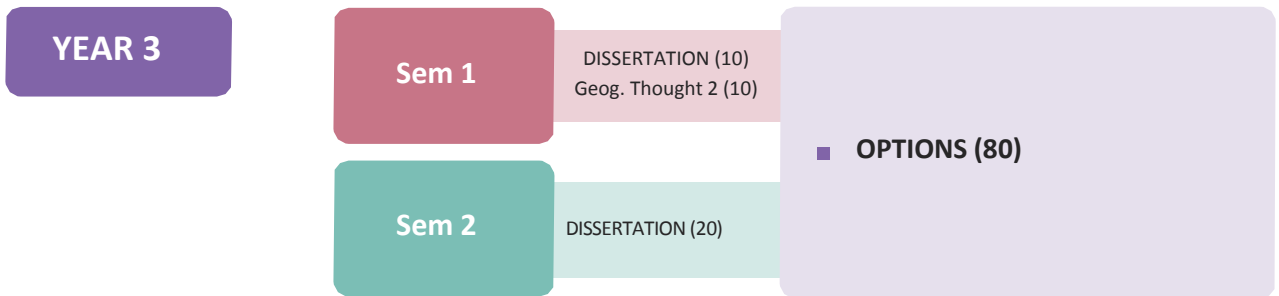 YEAR 3
Sem 1
DISSERTATION (10)
Geog. Thought 2 (10)
OPTIONS (80)
Sem 2
DISSERTATION (20)